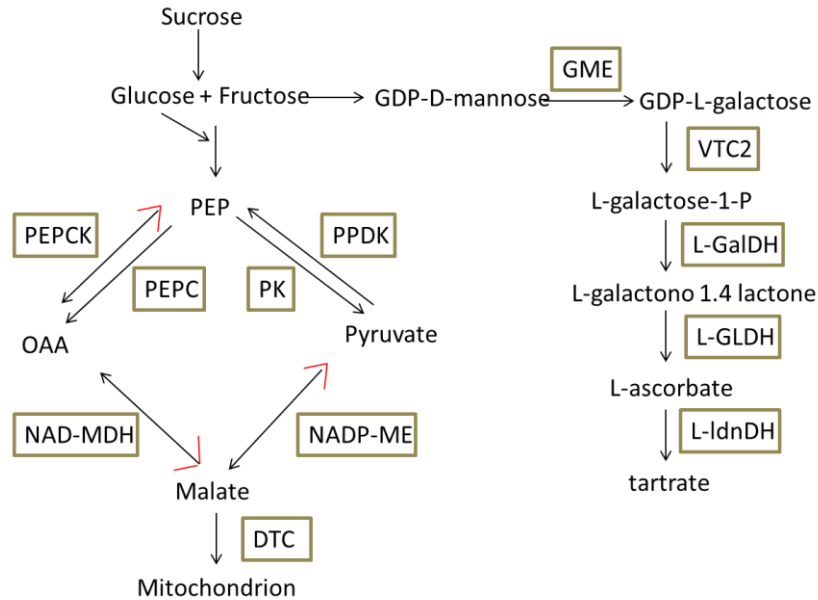 Sucrose
GME
Glucose + Fructose
GDP-D-mannose
GDP-L-galactose
VTC2
PEP
L-galactose-1-P
PEPCK
PPDK
L-GalDH
PEPC
PK
L-galactono 1.4 lactone
OAA
Pyruvate
L-GLDH
L-ascorbate
NAD-MDH
NADP-ME
L-IdnDH
Malate
tartrate
DTC
Mitochondrion